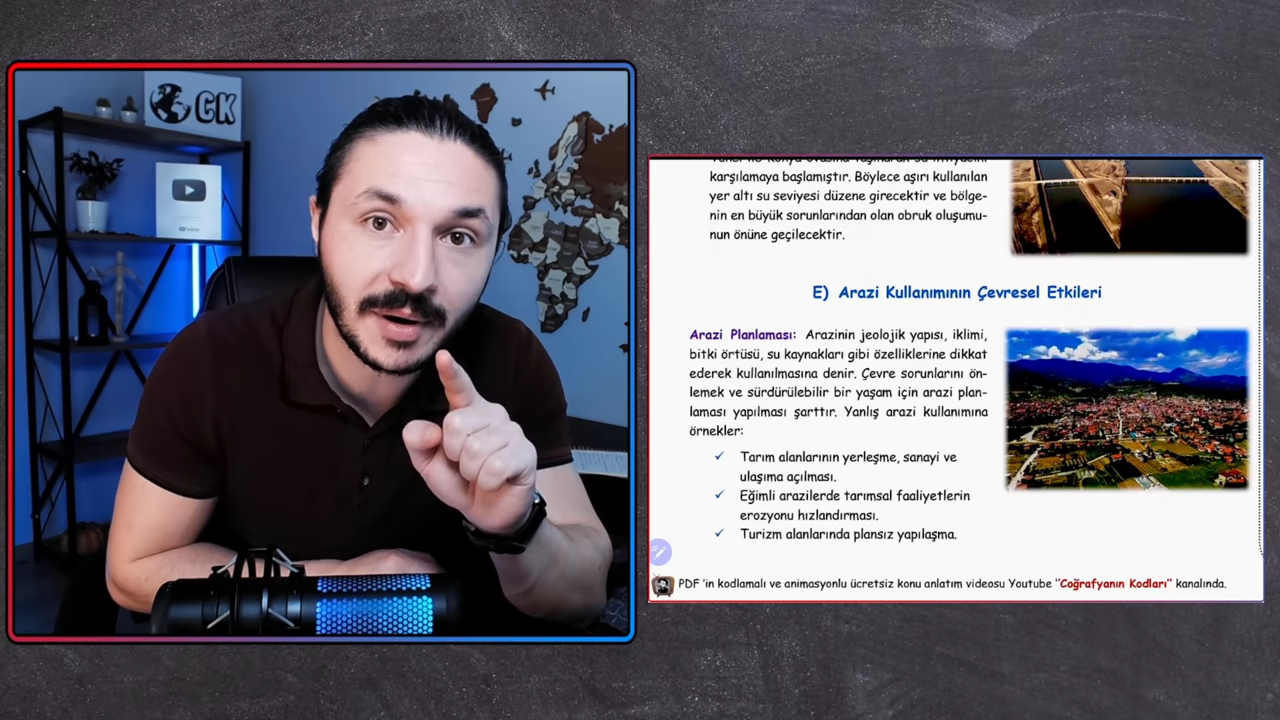 CK
karşılamaya başlamıştır. Böylece aşırı kullanılan
yer altı su seviyesi düzene girecektir ve bölge-
nin en büyük sorunlarından olan obruk oluşumu-
nun önüne geçilecektir.
E) Arazi Kullanımının Çevresel Etkileri
Arazi Planlaması: Arazinin jeolojik yapısı, iklimi,
bitki örtüsü, su kaynakları gibi özelliklerine dikkat
ederek kullanılmasına denir. Çevre sorunlarını ön-
lemek ve sürdürülebilir bir yaşam için arazi plan-
laması yapılması şarttır. Yanlış arazi kullanımına
örnekler:
✓ Tarım alanlarının yerleşme, sanayi ve
ulaşıma açılması.
✓ Eğimli arazilerde tarımsal faaliyetlerin
erozyonu hızlandırması.
✓ Turizm alanlarında plansız yapılaşma.
PDF 'in kodlamalı ve animasyonlu ücretsiz konu anlatım videosu Youtube "Coğrafyanın Kodları" kanalında.